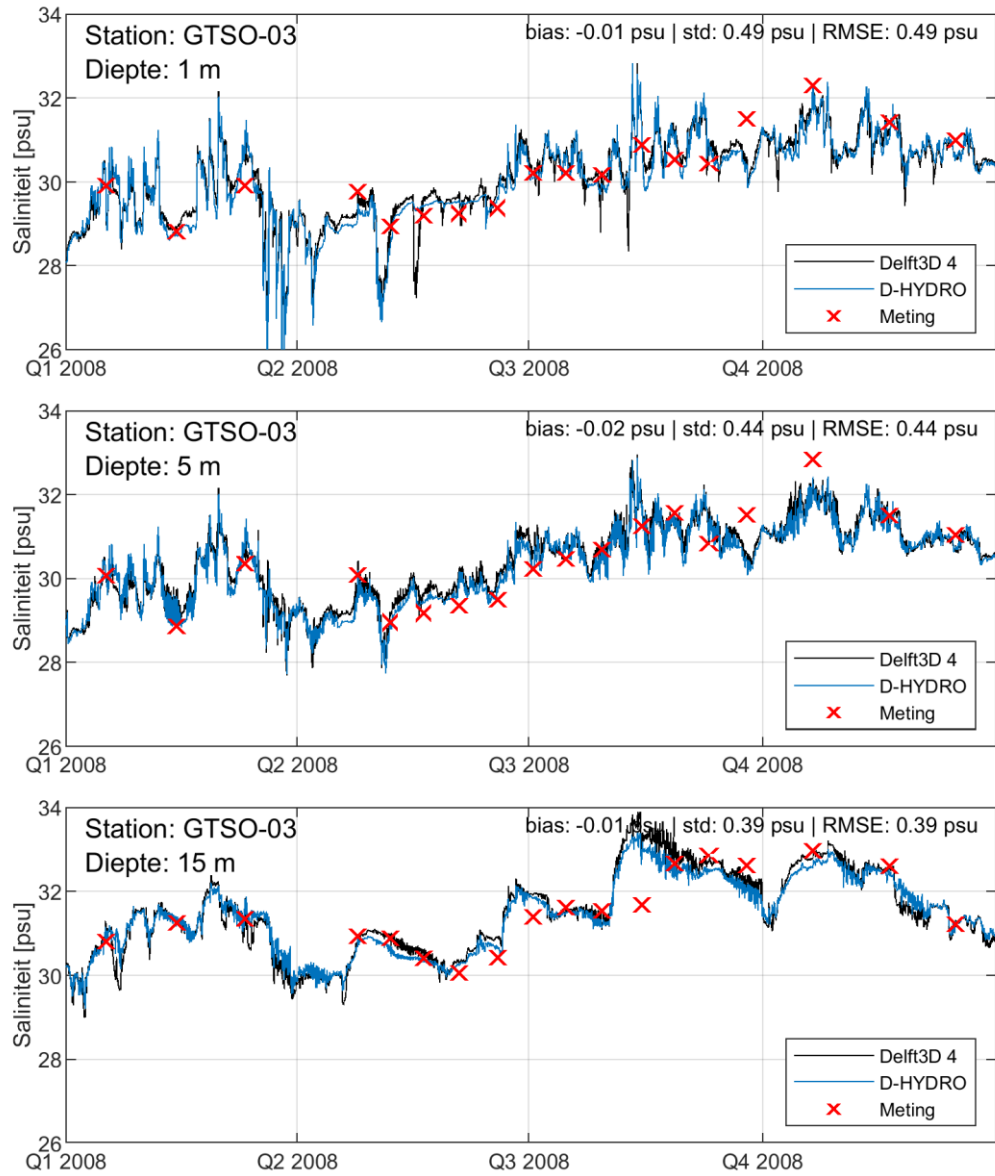 Station: GTSO-03
Diepte: 1 m
bias: -0.01 psu | std: 0.49 psu | RMSE: 0.49 psu
Saliniteit [psu]
34
32
30
28
26
Q1 2008
Q2 2008
Q3 2008
Q4 2008
Delft3D 4
D-HYDRO
Meting
Station: GTSO-03
Diepte: 5 m
bias: -0.02 psu | std: 0.44 psu | RMSE: 0.44 psu
Saliniteit [psu]
34
32
30
28
26
Q1 2008
Q2 2008
Q3 2008
Q4 2008
Delft3D 4
D-HYDRO
Meting
Station: GTSO-03
Diepte: 15 m
bias: -0.01 psu | std: 0.39 psu | RMSE: 0.39 psu
Saliniteit [psu]
34
32
30
28
26
Q1 2008
Q2 2008
Q3 2008
Q4 2008
Delft3D 4
D-HYDRO
Meting